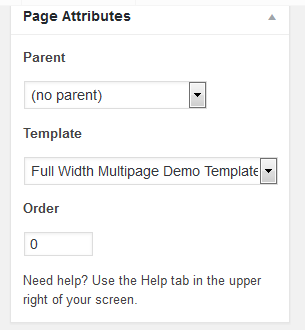 Page Attributes
Parent
(no parent)
Template
Full Width Multipage Demo Template
Order
0
Need help? Use the Help tab in the upper
right of your screen.